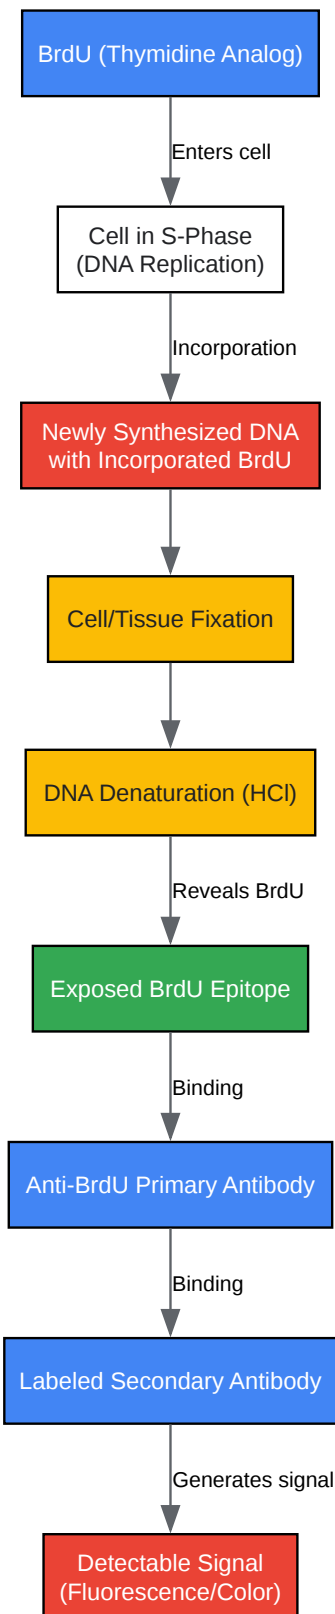 BrdU (Thymidine Analog)
Enters cell
Cell in S-Phase
(DNA Replication)
Incorporation
Newly Synthesized DNA
with Incorporated BrdU
Cell/Tissue Fixation
DNA Denaturation (HCl)
Reveals BrdU
Exposed BrdU Epitope
Binding
Anti-BrdU Primary Antibody
Binding
Labeled Secondary Antibody
Generates signal
Detectable Signal
(Fluorescence/Color)